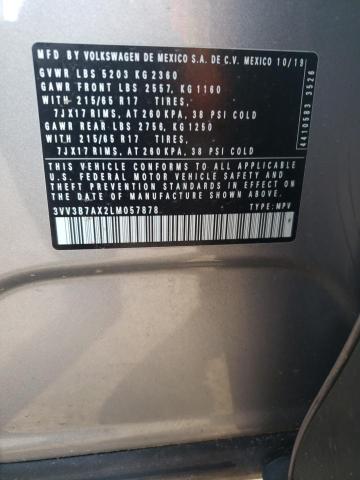 MFD. BY VOLKSWAGEN DE MEXICO S.A. DE C.V. MEXICO 10/19
GVWR LBS 5203 KG 2360
GAWR FRONT LBS 2557, KG 1160
WITH 215/65 R17 TIRES,
7JX17 RIMS, AT 260 KPA, 38 PSI COLD
GAWR REAR LBS 2756, KG 1250
WITH 215/65 R17 TIRES,
7JX17 RIMS, AT 260 KPA, 38 PSI COLD
THIS VEHICLE CONFORMS TO ALL APPLICABLE
U.S. FEDERAL MOTOR VEHICLE SAFETY STANDARDS
IN EFFECT ON THE DATE OF MANUFACTURE SHOWN ABOVE.
3VV3B7AX2LM057878 TYPE: MPV
4410583 3526